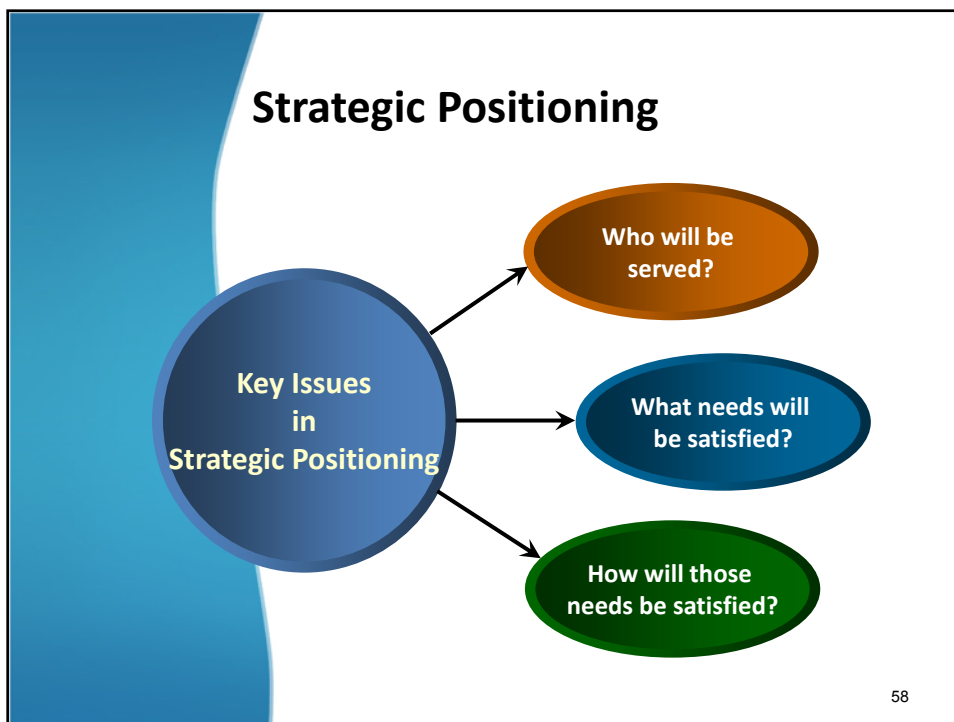 Strategic Positioning
Who will be
served?
Key Issues
in
Strategic Positioning
What needs will
be satisfied?
How will those
needs be satisfied?
58